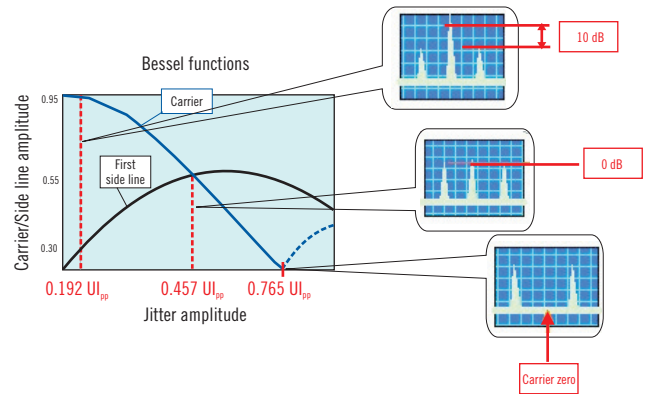 Bessel functions
10 dB
0.95
Carrier
First
side line
0.55
0 dB
0.30
Carrier/Side line amplitude
0.192 UIpp
0.457 UIpp
0.765 UIpp
Jitter amplitude
Carrier zero